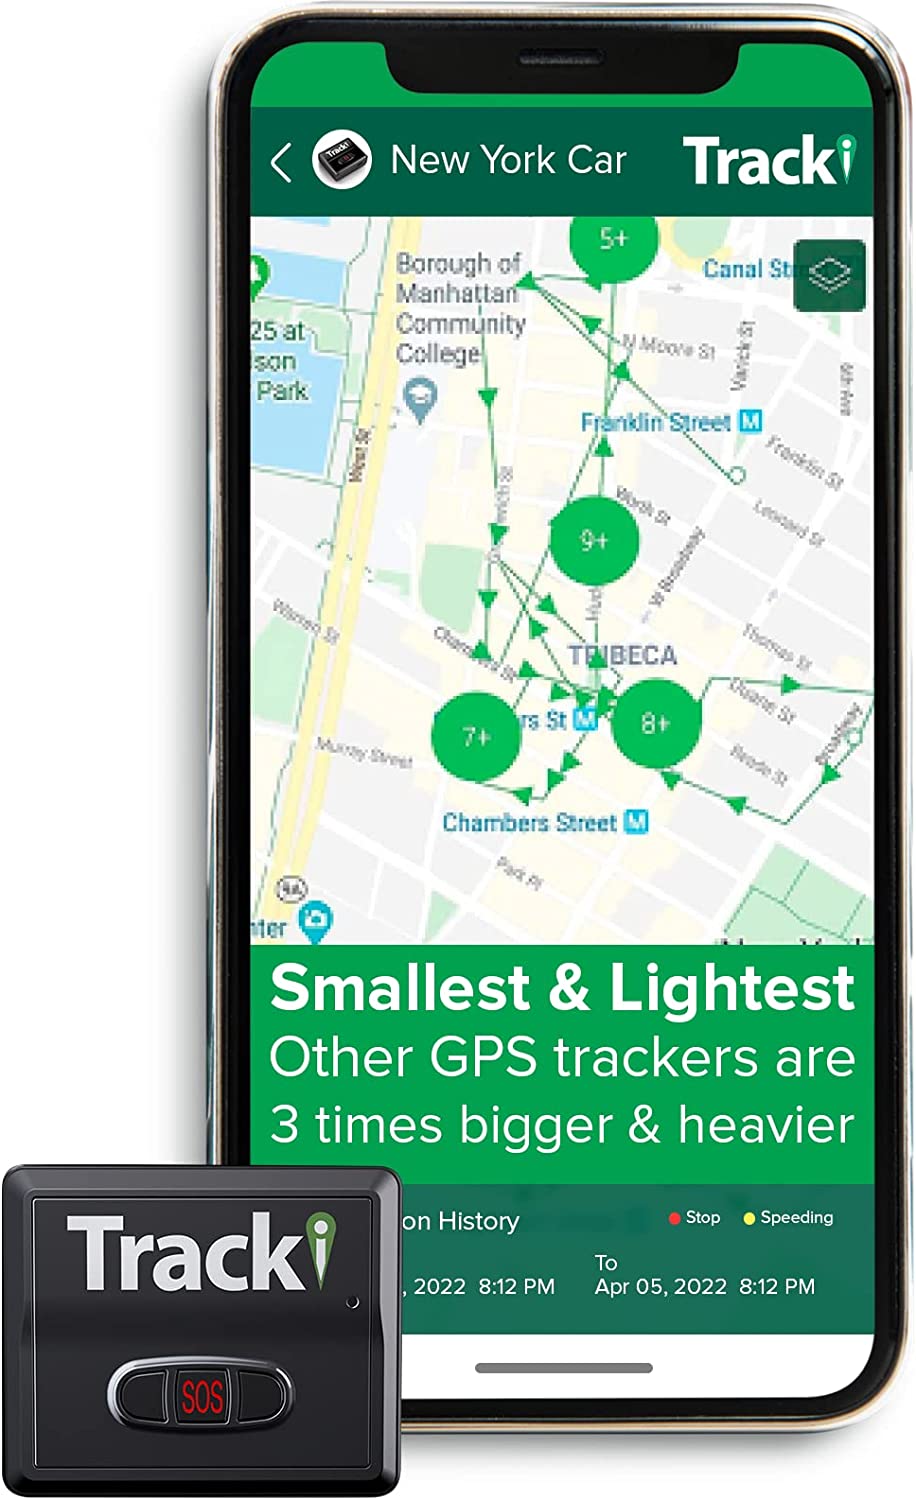 New York Car
Tracki
5+
Canal St
Borough of
Manhattan
Community
College
25 at
son
Park
N Moore St
Varick St
6th Ave
Franklin Street M
West St
Franklin St
Leonard St
Worth St
W Broadway
9+
Hud
Warren St
Chambers St
TRIBECA
Thomas St
Duane St
rs St M
7+
8+
Broadway
Murray Street
Reade St
Chambers Street M
Park Pl
9A
nter
Smallest & Lightest
Other GPS trackers are
3 times bigger & heavier
on History
Stop
Speeding
To
, 2022 8:12 PM
Apr 05, 2022 8:12 PM
Tracki
SOS